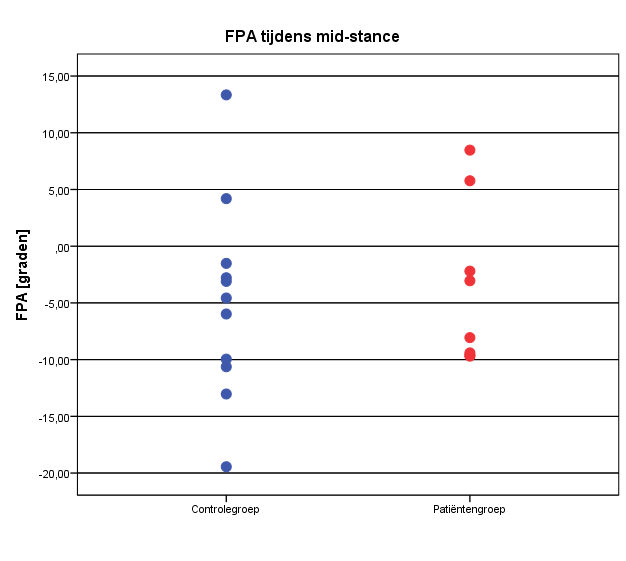 FPA tijdens mid-stance
15,00
10,00
5,00
,00
-5,00
-10,00
-15,00
-20,00
FPA [graden]
Controlegroep
Patiëntengroep